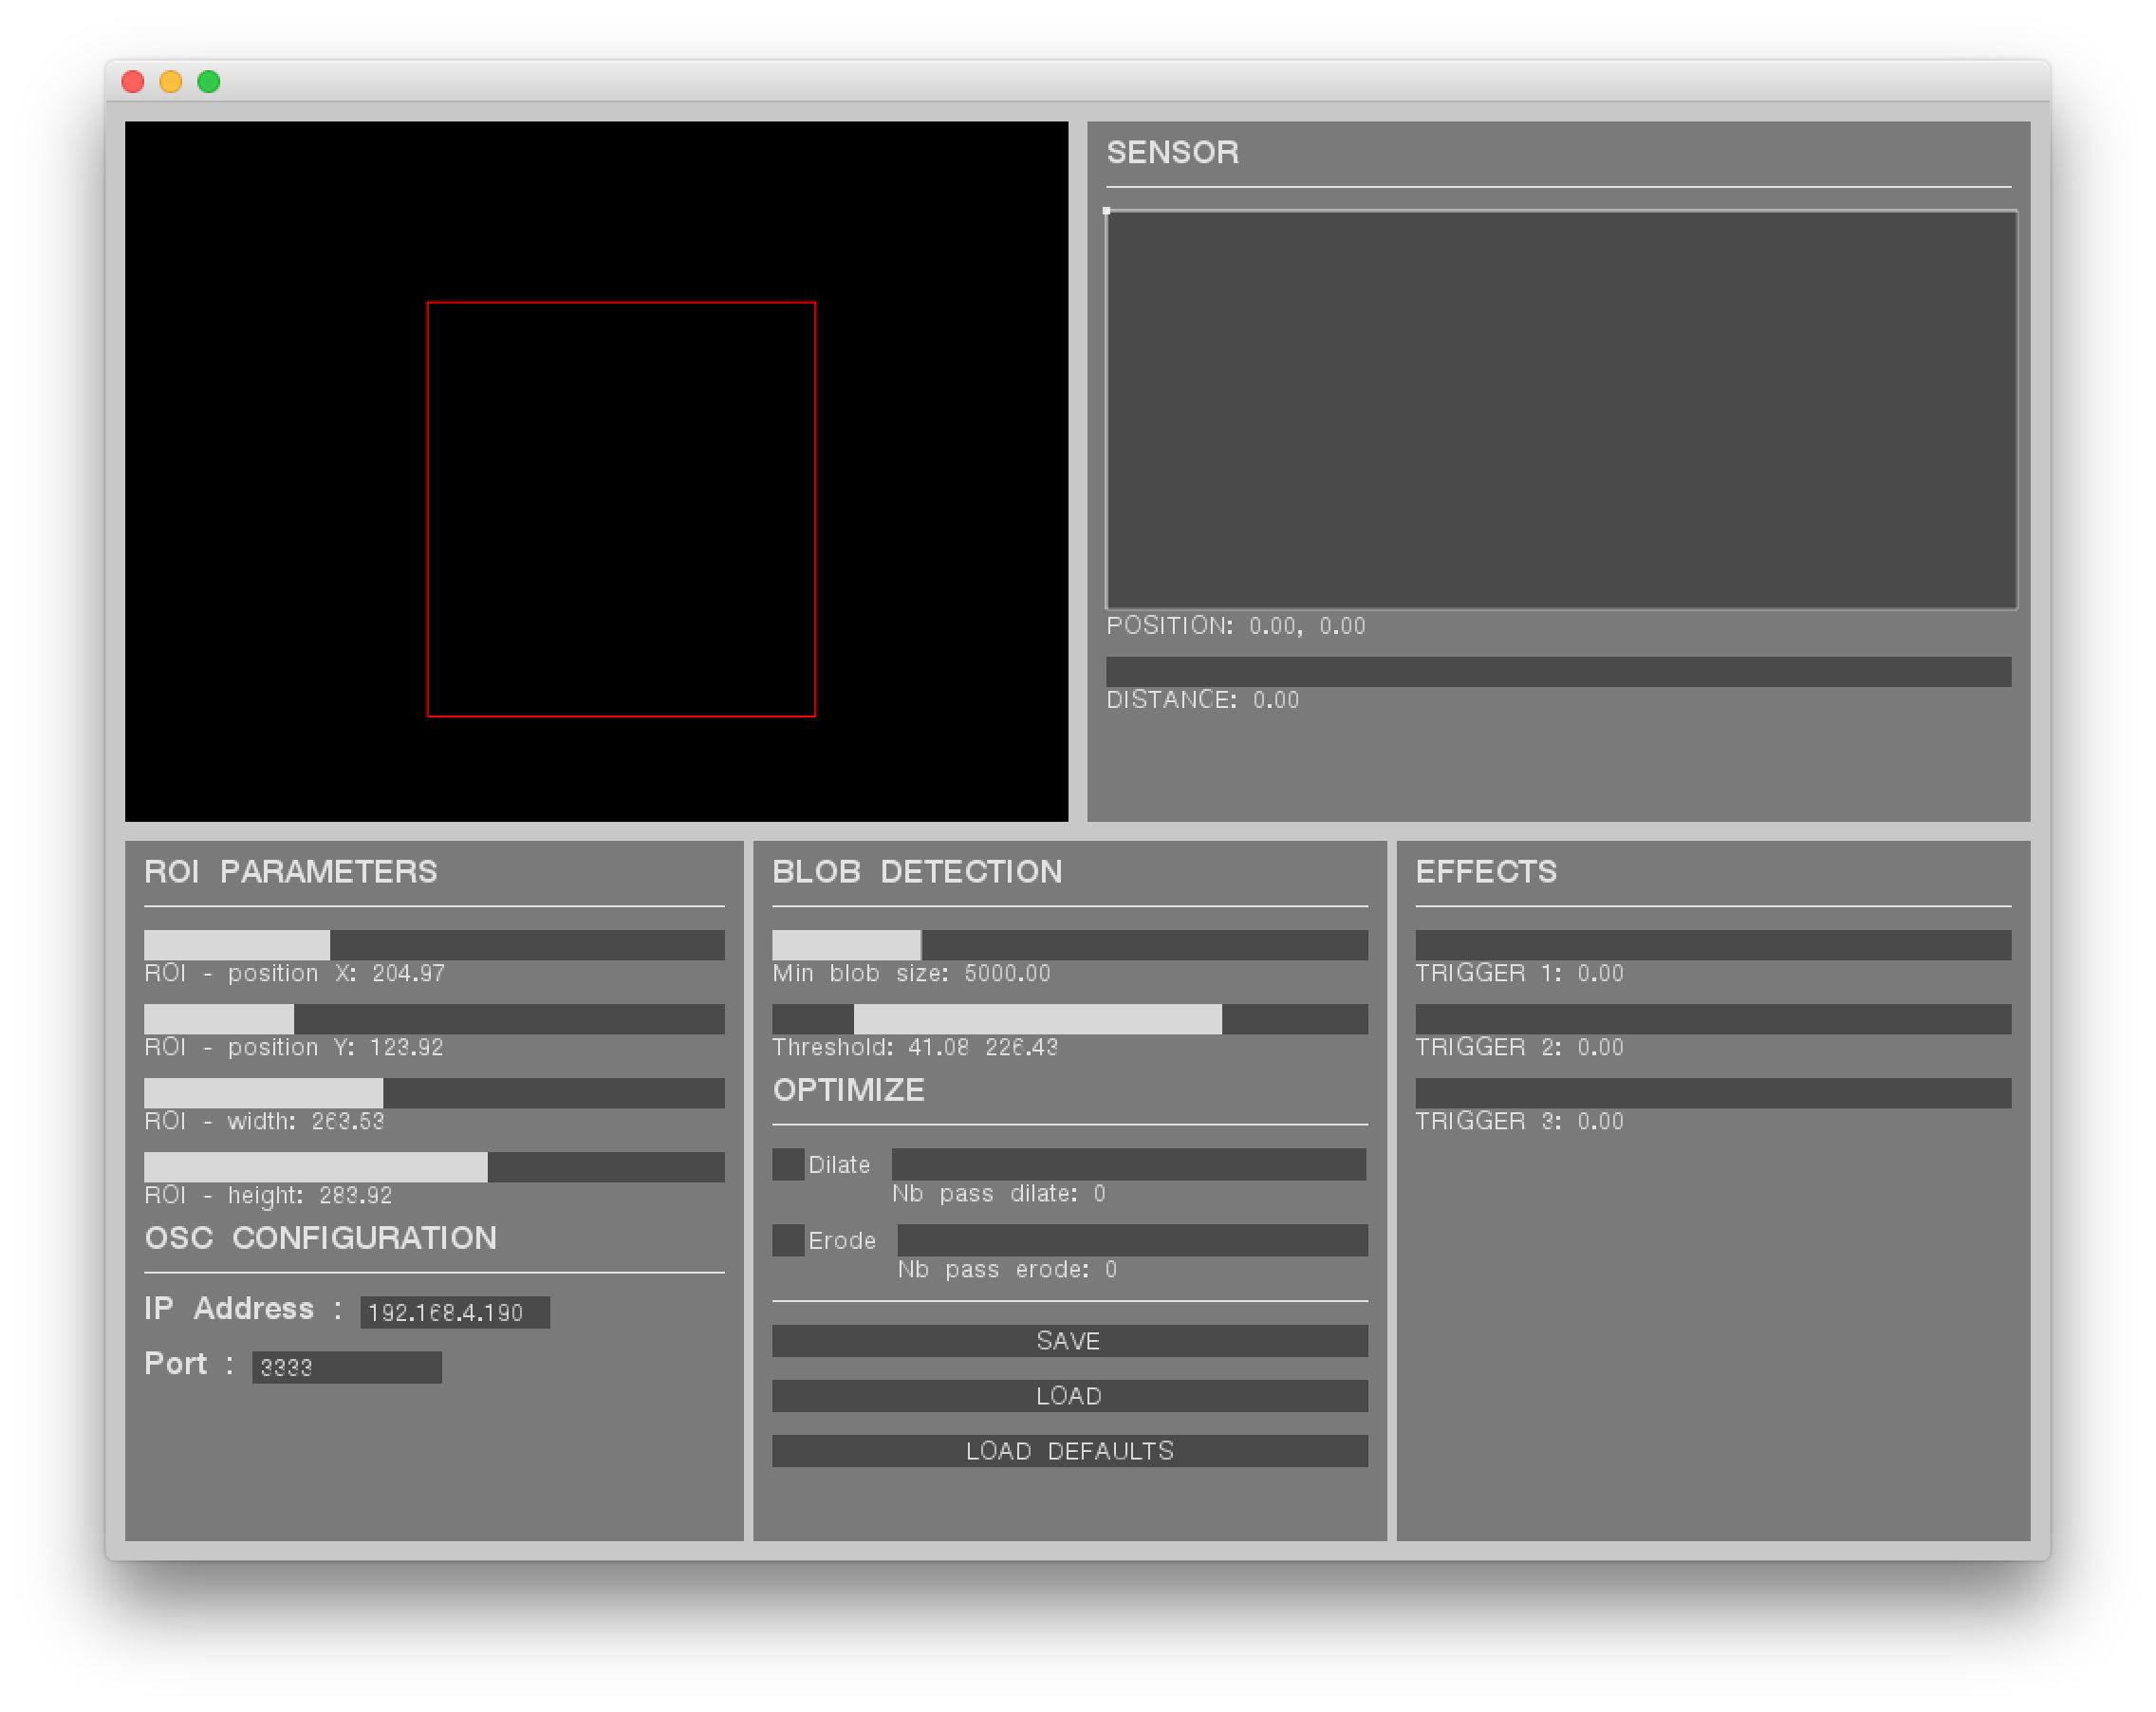 SENSOR
POSITION: 0.00, 0.00
DISTANCE: 0.00
ROI PARAMETERS
ROI - position X: 204.97
ROI - position Y: 123.92
ROI - width: 263.53
ROI - height: 283.92
OSC CONFIGURATION
IP Address : 192.168.4.190
Port : 3333
BLOB DETECTION
Min blob size: 5000.00
Threshold: 41.08 226.43
OPTIMIZE
Dilate
Nb pass dilate: 0
Erode
Nb pass erode: 0
SAVE
LOAD
LOAD DEFAULTS
EFFECTS
TRIGGER 1: 0.00
TRIGGER 2: 0.00
TRIGGER 3: 0.00